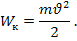 Wк = mϑ²/2.